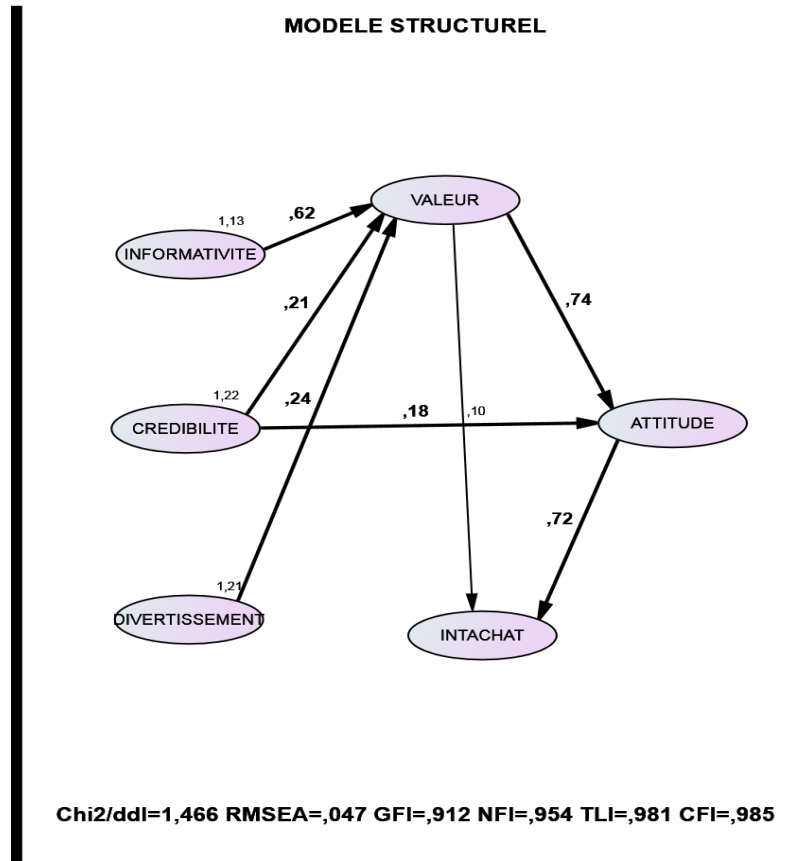 MODELE STRUCTUREL
VALEUR
1,13
,62
INFORMATIVITE
,21
,74
1,22
,24
,18
,10
CREDIBILITE
ATTITUDE
,72
1,21
DIVERTISSEMENT
INTACHAT
Chi2/ddl=1,466 RMSEA=,047 GFI=,912 NFI=,954 TLI=,981 CFI=,985